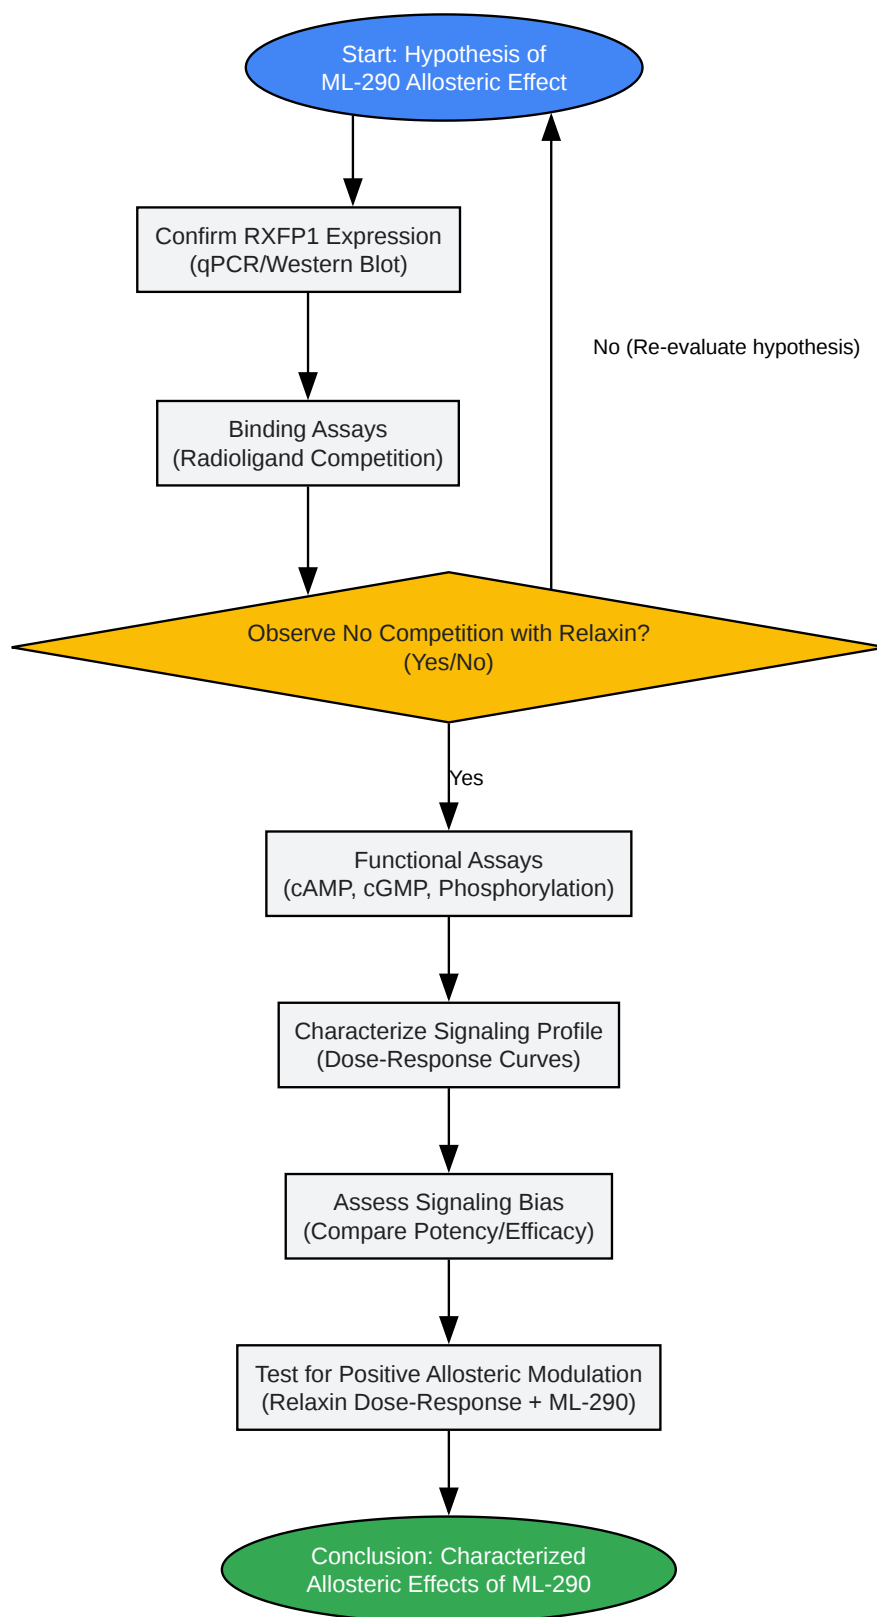 Start: Hypothesis of
ML-290 Allosteric Effect
Confirm RXFP1 Expression
(qPCR/Western Blot)
No (Re-evaluate hypothesis)
Binding Assays
(Radioligand Competition)
Observe No Competition with Relaxin?
(Yes/No)
Yes
Functional Assays
(cAMP, cGMP, Phosphorylation)
Characterize Signaling Profile
(Dose-Response Curves)
Assess Signaling Bias
(Compare Potency/Efficacy)
Test for Positive Allosteric Modulation
(Relaxin Dose-Response + ML-290)
Conclusion: Characterized
Allosteric Effects of ML-290